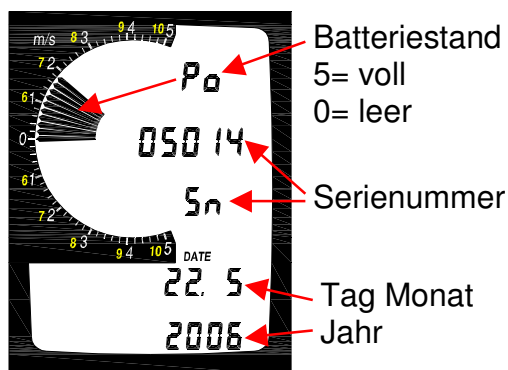 m/s 7 2 8 3 9 4 10 5
6 1
0
6 1
7 2 8 3 9 4 10 5
Po
05014
Sn
DATE
22. 5
2006
Batteriestand
5= voll
0= leer
Serienummer
Tag Monat
Jahr